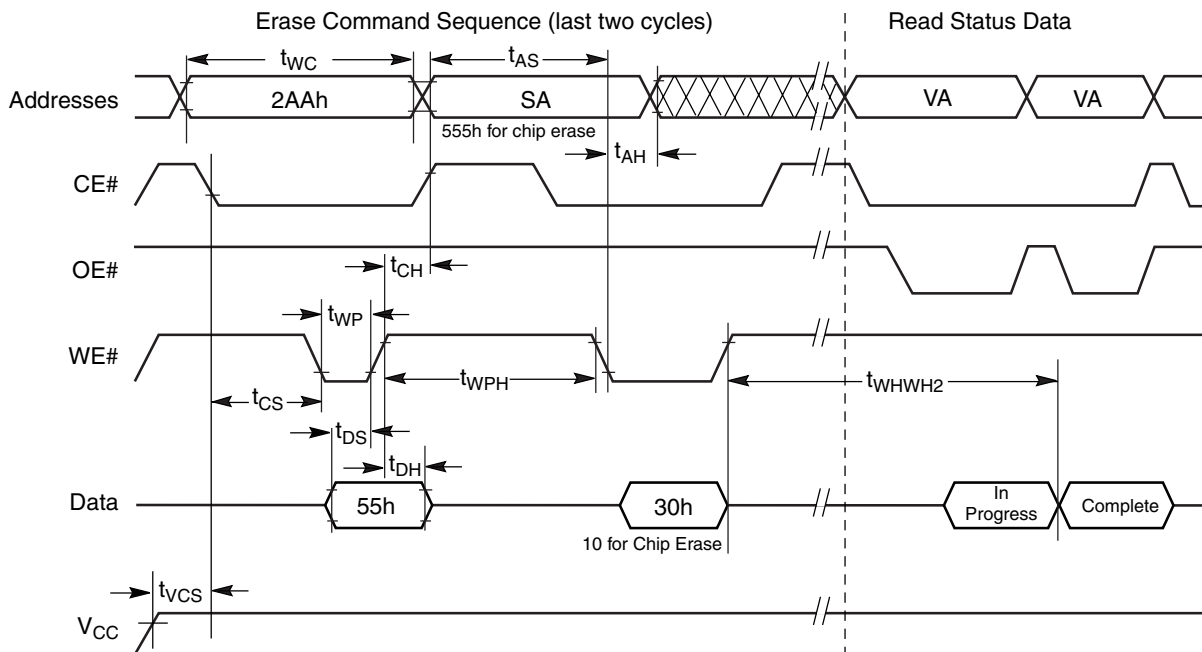 Erase Command Sequence (last two cycles)
Read Status Data
tWC
tAS
Addresses
2AAh
SA
VA
VA
555h for chip erase
tAH
CE#
OE#
tCH
tWP
WE#
tWPH
tWHWH2
tCS
tDS
tDH
Data
55h
30h
In
Progress
Complete
10 for Chip Erase
tVCS
VCC